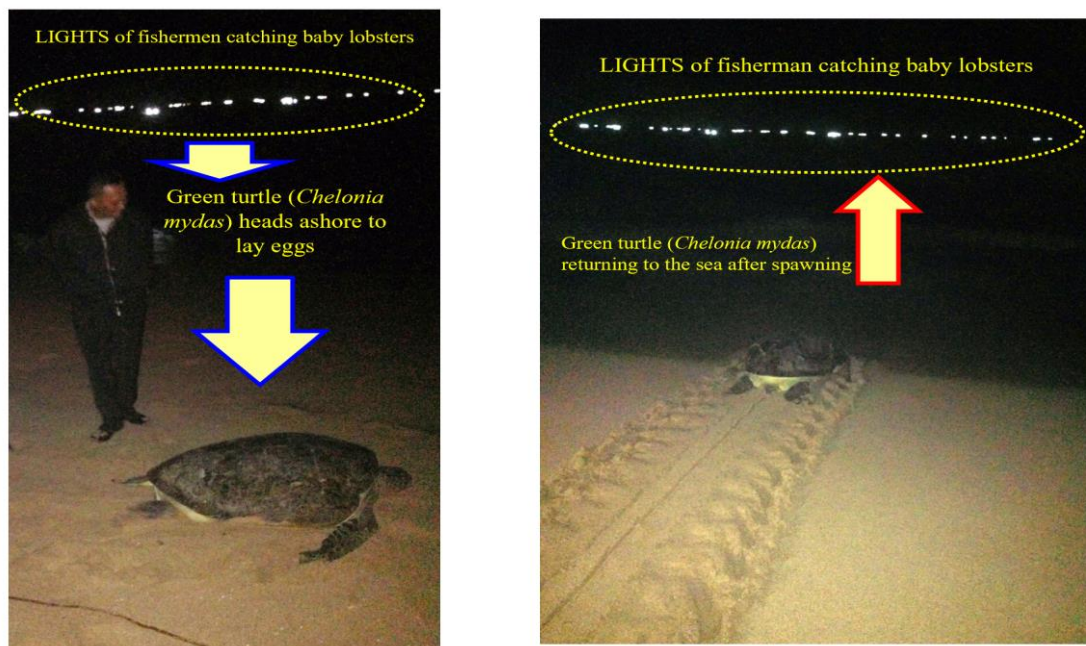 LIGHTS of fishermen catching baby lobsters
Green turtle (Chelonia
mydas) heads ashore to
lay eggs
LIGHTS of fisherman catching baby lobsters
Green turtle (Chelonia mydas)
returning to the sea after spawning